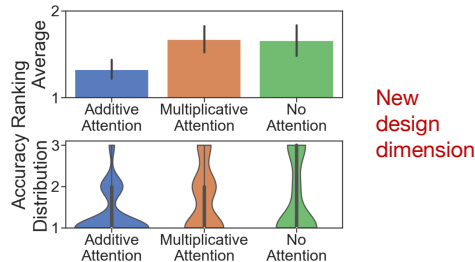 2
1
Accuracy Ranking
Average
Additive
Attention
Multiplicative
Attention
No
Attention
3
2
1
Distribution
Additive
Attention
Multiplicative
Attention
No
Attention
New
design
dimension